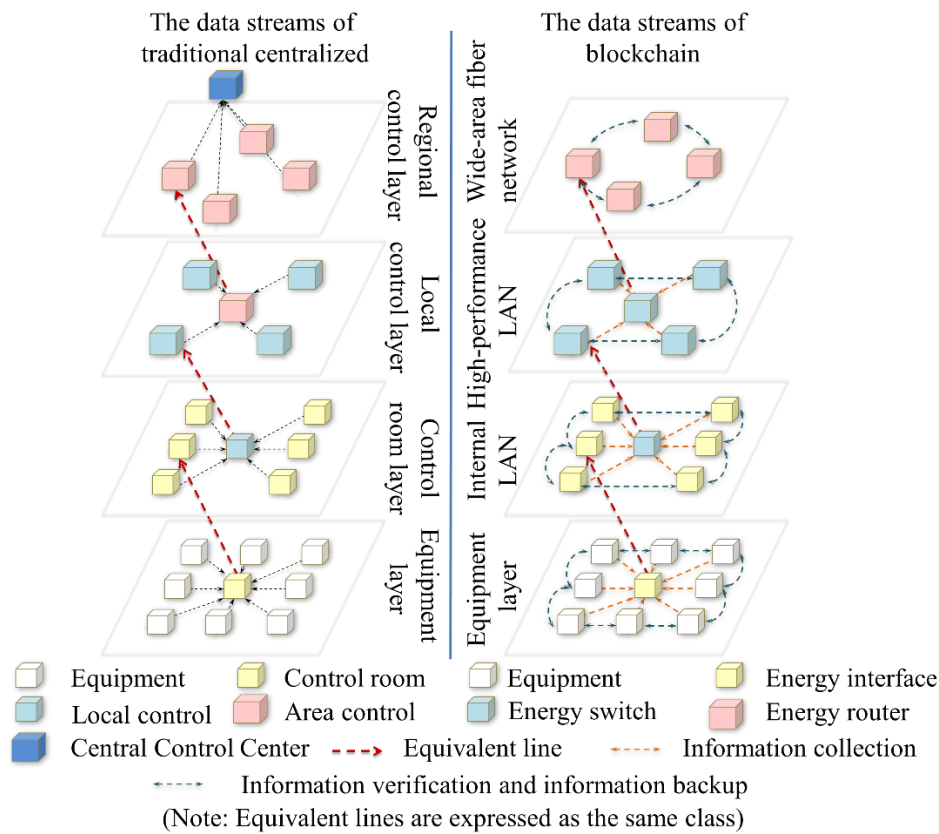 The data streams of
traditional centralized
The data streams of
blockchain
Regional
control layer
Local
control layer
Control
room layer
Equipment
layer
Wide-area fiber
network
High-performance
LAN
Internal
LAN
Equipment
layer
Equipment
Control room
Equipment
Energy interface
Local control
Area control
Energy switch
Energy router
Central Control Center
Equivalent line
Information collection
Information verification and information backup
(Note: Equivalent lines are expressed as the same class)